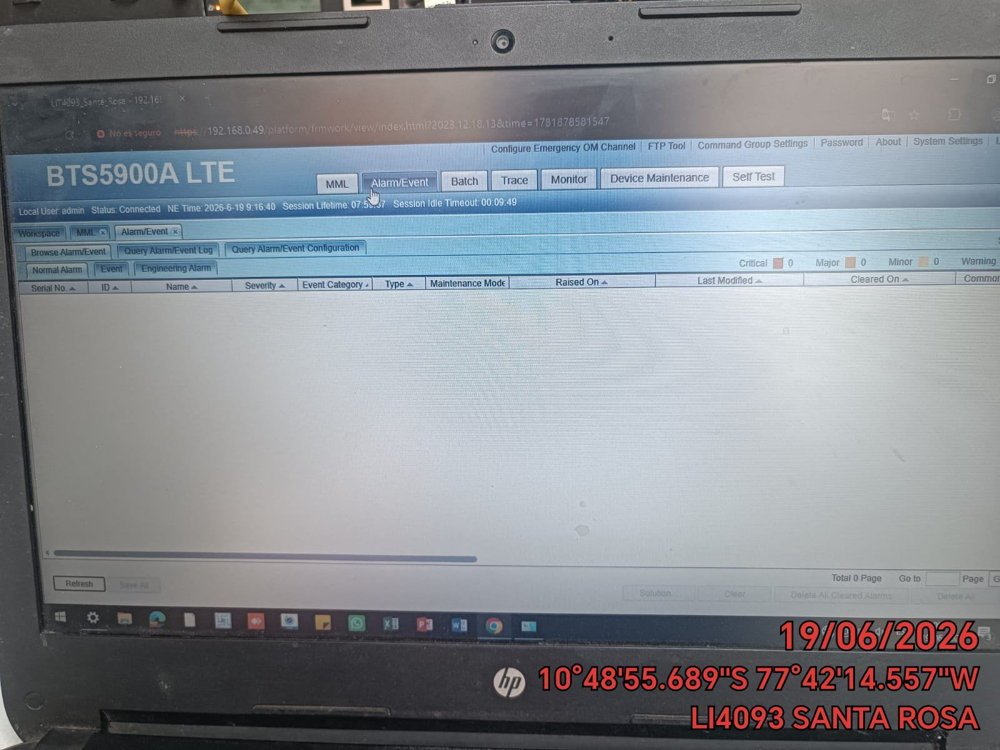 LIT4093_Santa_Rosa - 192.168
No es seguro https://192.168.0.49/platform/frmwork/view/index.html?2023.12.18.13&time=1781878581547
Configure Emergency OM Channel FTP Tool Command Group Settings Password About System Settings
BTS5900A LTE
MML Alarm/Event Batch Trace Monitor Device Maintenance Self Test
Local User: admin Status: Connected NE Time: 2026-6-19 9:16:40 Session Lifetime: Session Idle Timeout: 00:09:49
Workspace MML Alarm/Event
Browse Alarm/Event Query Alarm/Event Log Query Alarm/Event Configuration
Normal Alarm Event Engineering Alarm
Critical 0 Major 0 Minor 0 Warning
Serial No. ID Name Severity Event Category Type Maintenance Mode Raised On Last Modified Cleared On Common
Total 0 Page Go to Page G
Refresh Save All
Solution... Clear Delete All Cleared Alarms Delete All
19/06/2026
hp
10°48'55.689"S 77°42'14.557"W
LI4093 SANTA ROSA